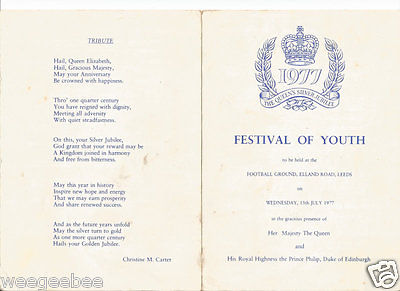 TRIBUTE
Hail, Queen Elizabeth,
Hail, Gracious Majesty,
May your Anniversary
Be crowned with happiness.
Thro' one quarter century
You have reigned with dignity,
Meeting all adversity
With quiet steadfastness.
On this, your Silver Jubilee,
God grant that your reward may be
A Kingdom joined in harmony
And free from bitterness.
May this year in history
Inspire new hope and energy
That we may earn prosperity
And share renewed success.
And as the future years unfold
May the silver turn to gold
As one more quarter century
Hails your Golden Jubilee.
Christine M. Carter
1977
THE QUEEN'S SILVER JUBILEE
FESTIVAL OF YOUTH
to be held at the
FOOTBALL GROUND, ELLAND ROAD, LEEDS
on
WEDNESDAY, 13th JULY 1977
in the gracious presence of
Her Majesty The Queen
and
His Royal Highness the Prince Philip, Duke of Edinburgh
weegeebee
ebay